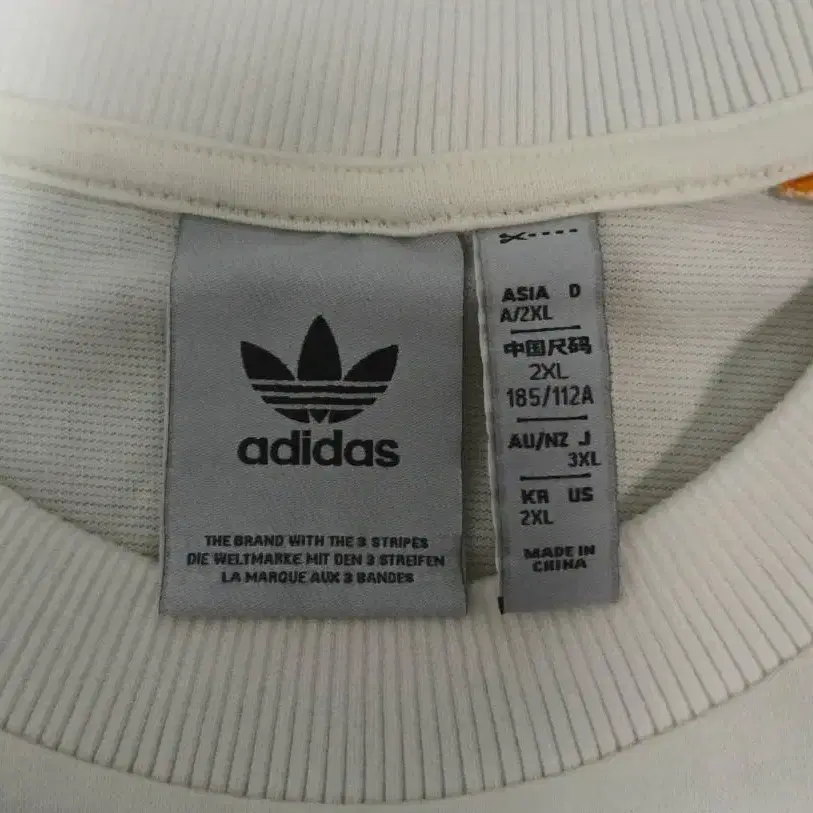 adidas
THE BRAND WITH THE 3 STRIPES
DIE WELTMARKE MIT DEN 3 STREIFEN
LA MARQUE AUX 3 BANDES
ASIA D
A/2XL
中国尺码
2XL
185/112A
AU/NZ J
3XL
KR US
2XL
MADE IN
CHINA